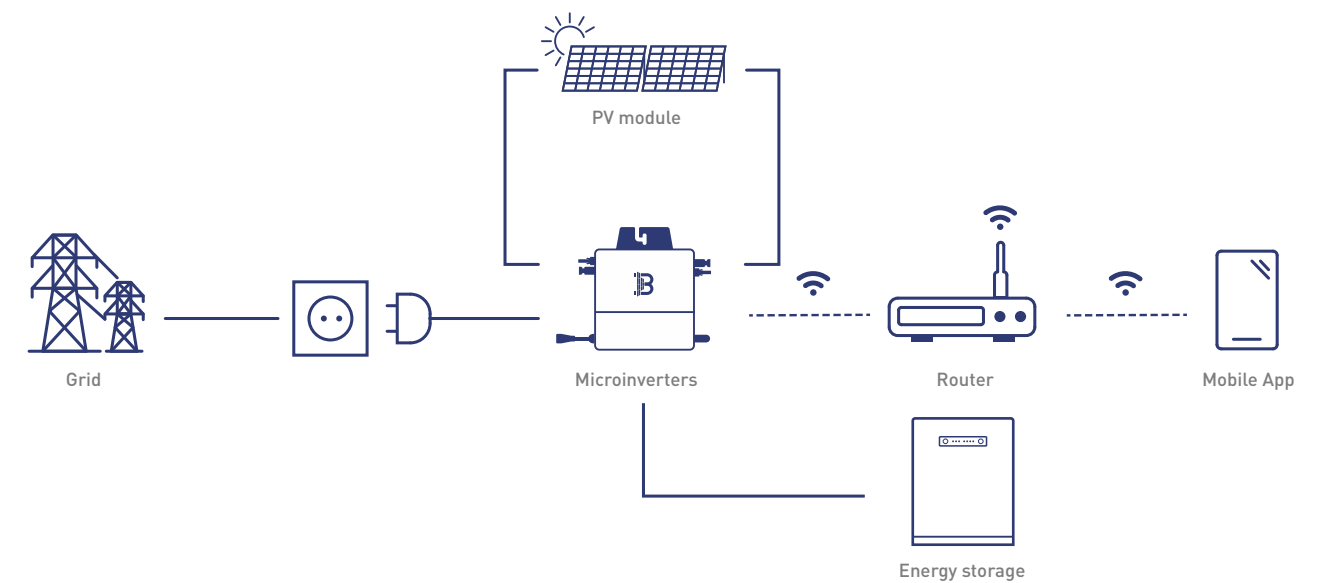 PV module
Grid
Microinverters
Router
Mobile App
Energy storage